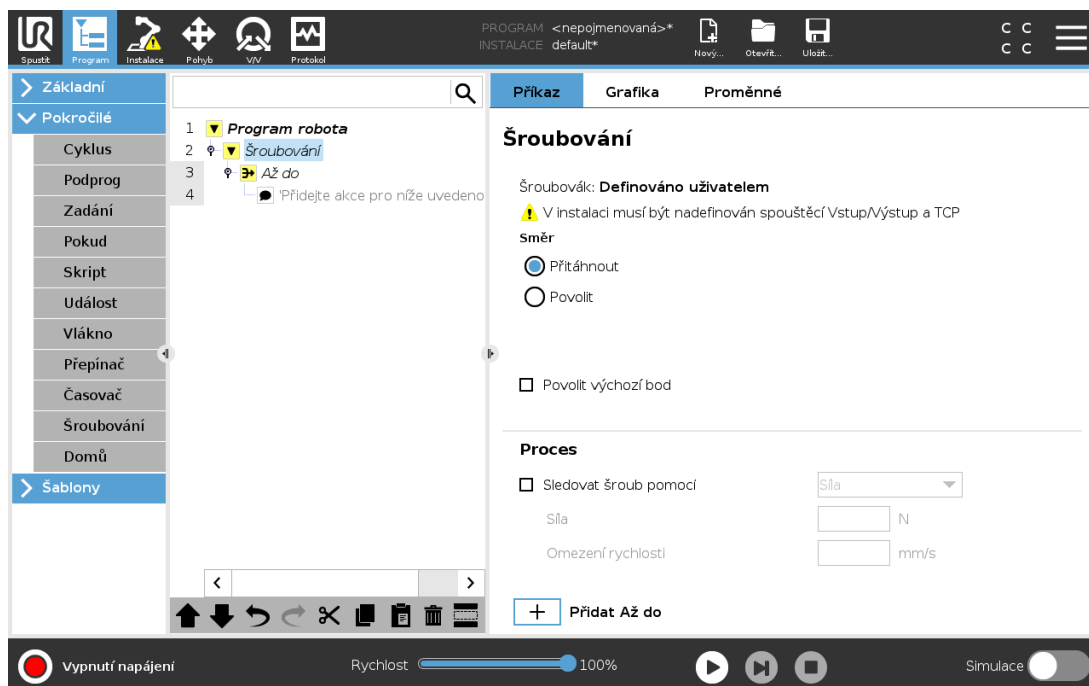 PROGRAM <nepojmenovaná>*
INSTALACE default*
Spustit
Program
Instalace
Pohyb
V/V
Protokol
Nový...
Otevřít...
Uložit...
C C
C C
Základní
Pokročilé
Cyklus
Podprog
Zadání
Pokud
Skript
Událost
Vlákno
Přepínač
Časovač
Šroubování
Domů
Šablony
1 Program robota
2 Šroubování
3 Až do
4 'Přidejte akce pro níže uvedeno
Příkaz
Grafika
Proměnné
Šroubování
Šroubovák: Definováno uživatelem
V instalaci musí být nadefinován spouštěcí Vstup/Výstup a TCP
Směr
Přitáhnout
Povolit
Povolit výchozí bod
Proces
Sledovat šroub pomocí
Síla
Síla
N
Omezení rychlosti
mm/s
Přidat Až do
Vypnutí napájení
Rychlost
100%
Simulace